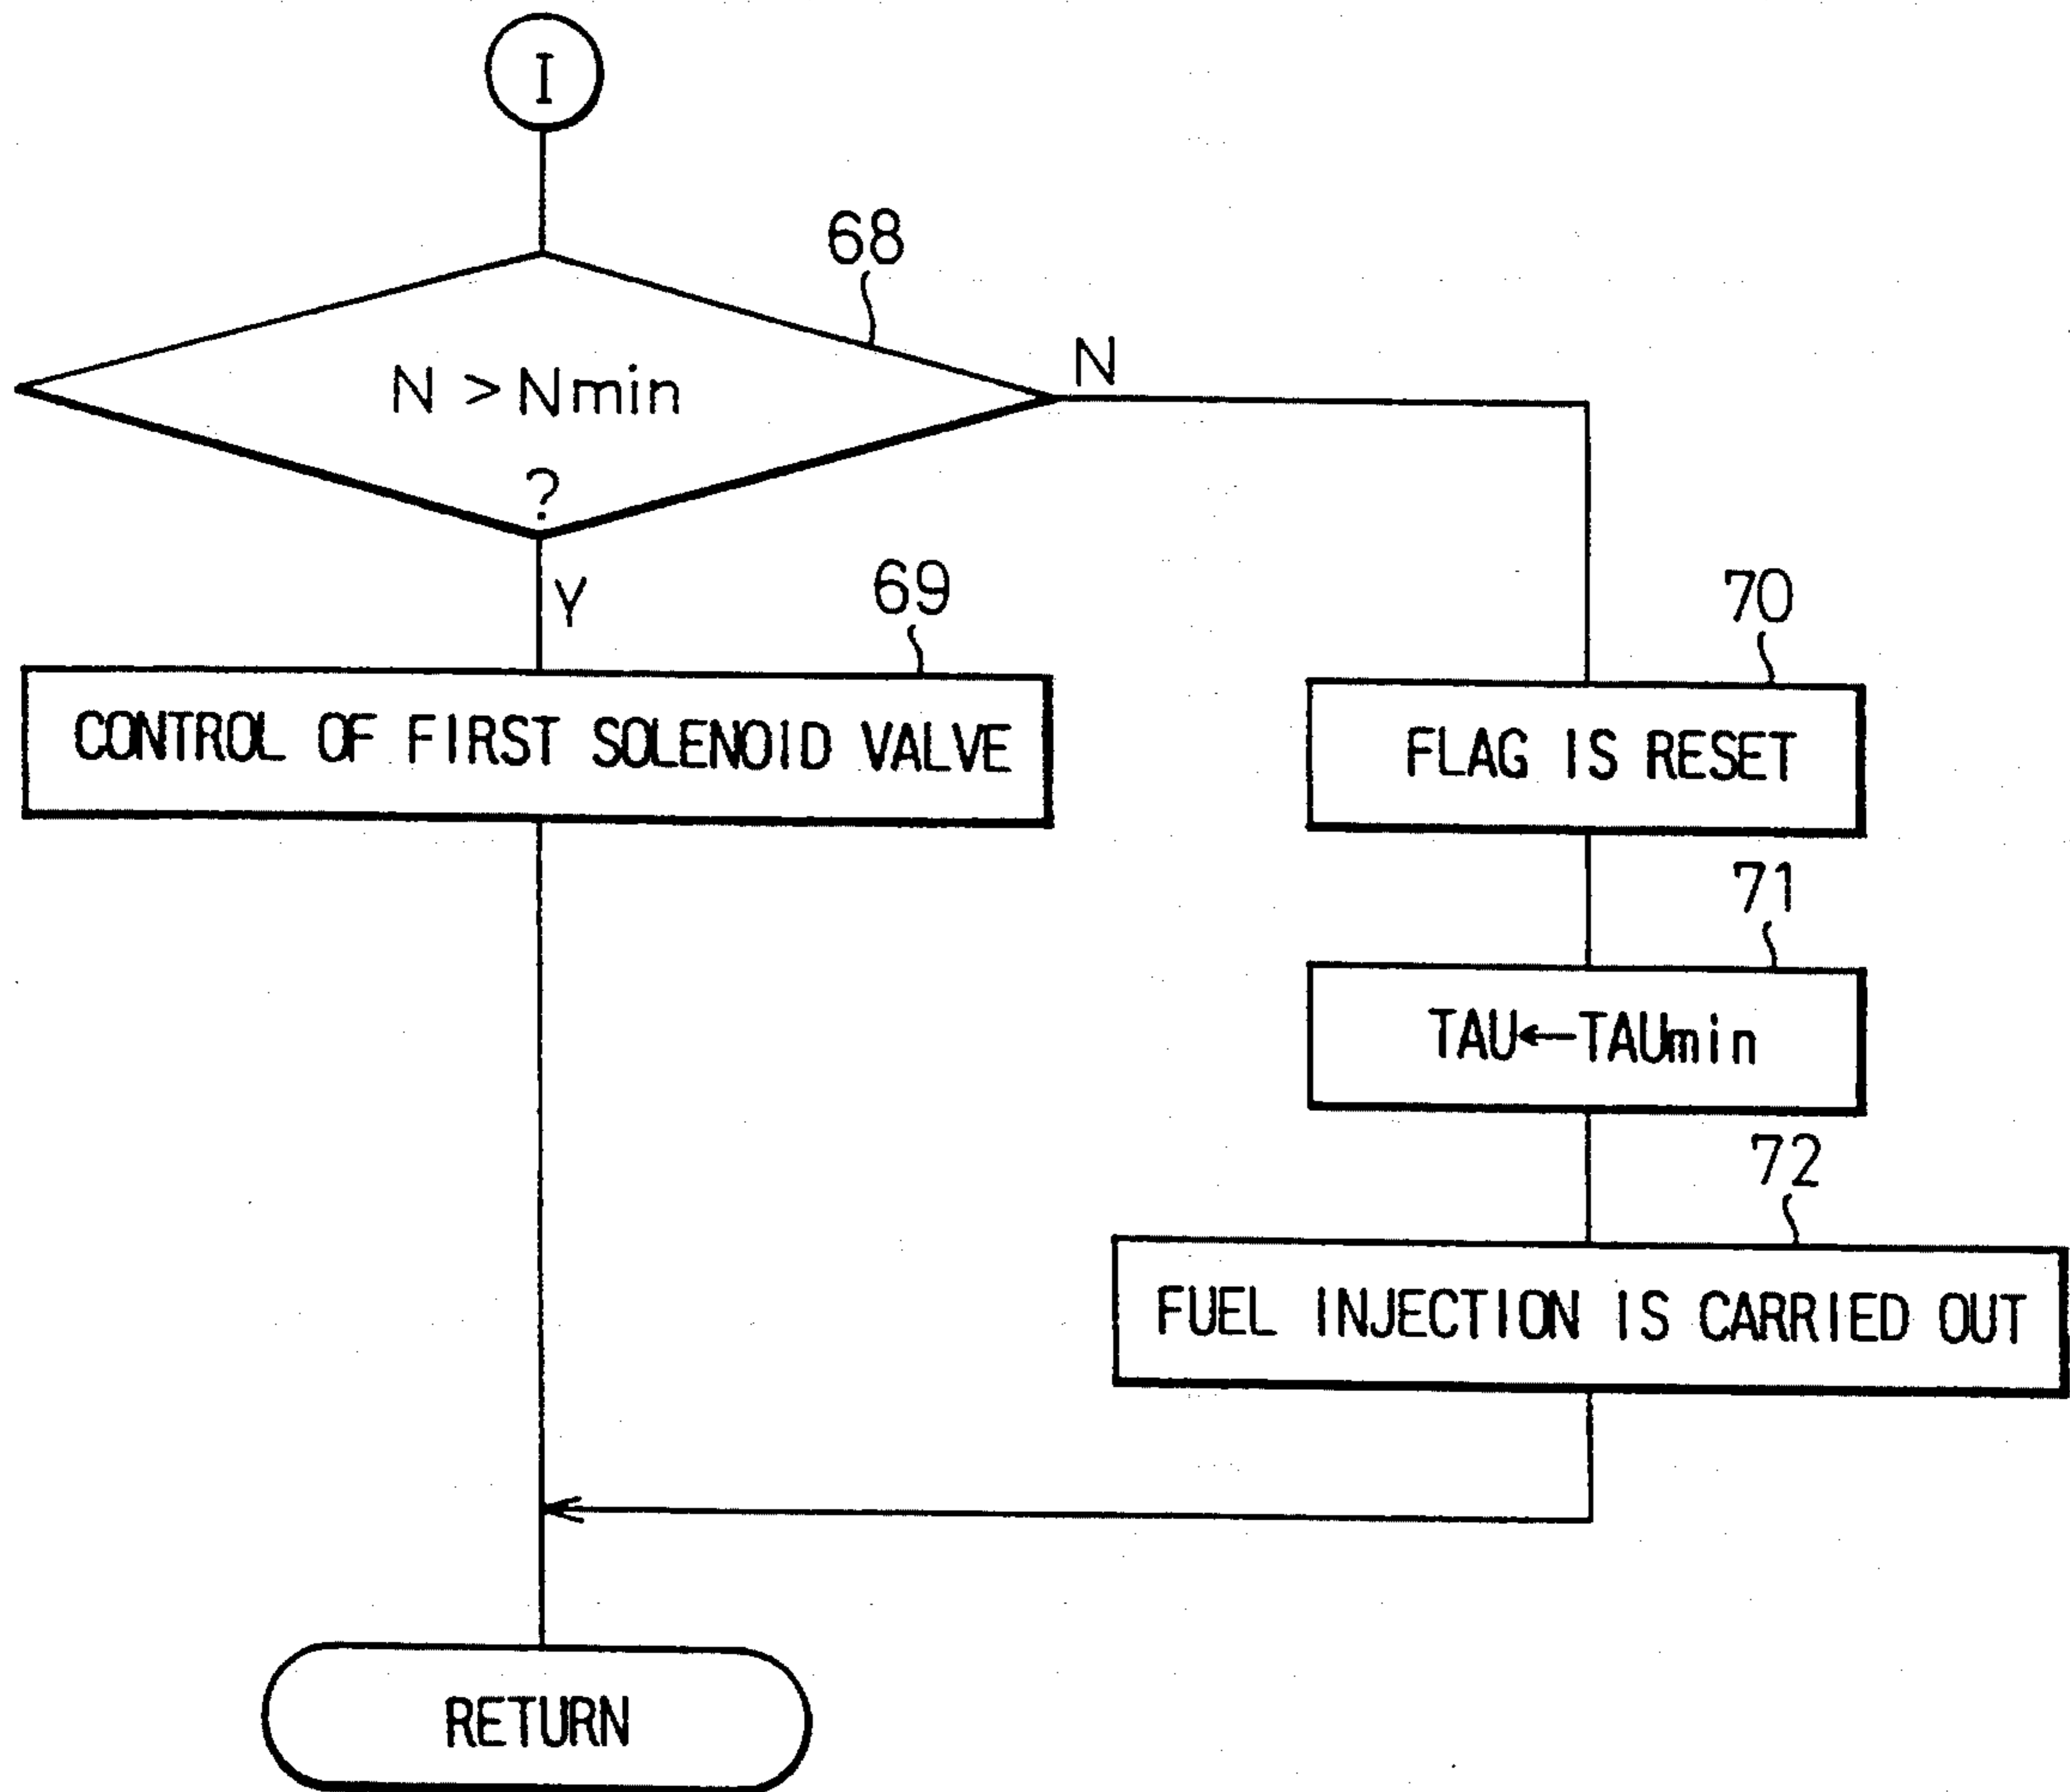 I
68
N > Nmin
?
N
Y
69
CONTROL OF FIRST SOLENOID VALVE
70
FLAG IS RESET
71
TAU←TAUmin
72
FUEL INJECTION IS CARRIED OUT
RETURN